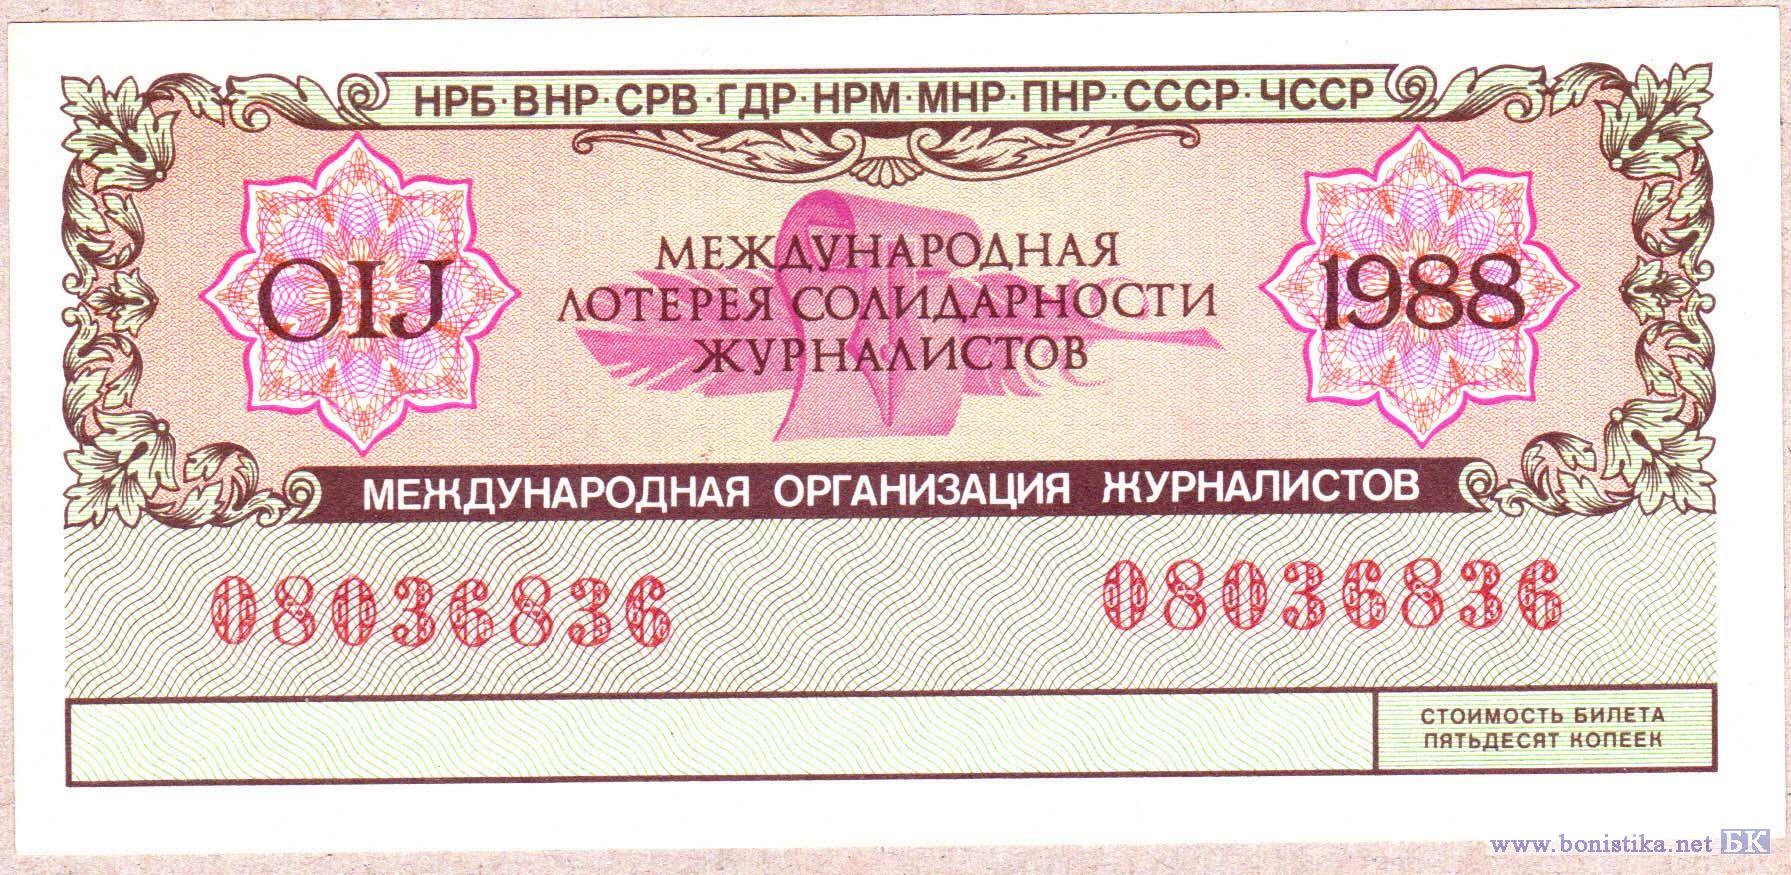 НРБ·ВНР·СРВ·ГДР·НРМ·МНР·ПНР·СССР·ЧССР
OIJ
МЕЖДУНАРОДНАЯ
ЛОТЕРЕЯ СОЛИДАРНОСТИ
ЖУРНАЛИСТОВ
1988
МЕЖДУНАРОДНАЯ ОРГАНИЗАЦИЯ ЖУРНАЛИСТОВ
08036836 08036836
СТОИМОСТЬ БИЛЕТА
ПЯТЬДЕСЯТ КОПЕЕК
www.bonistika.net БК